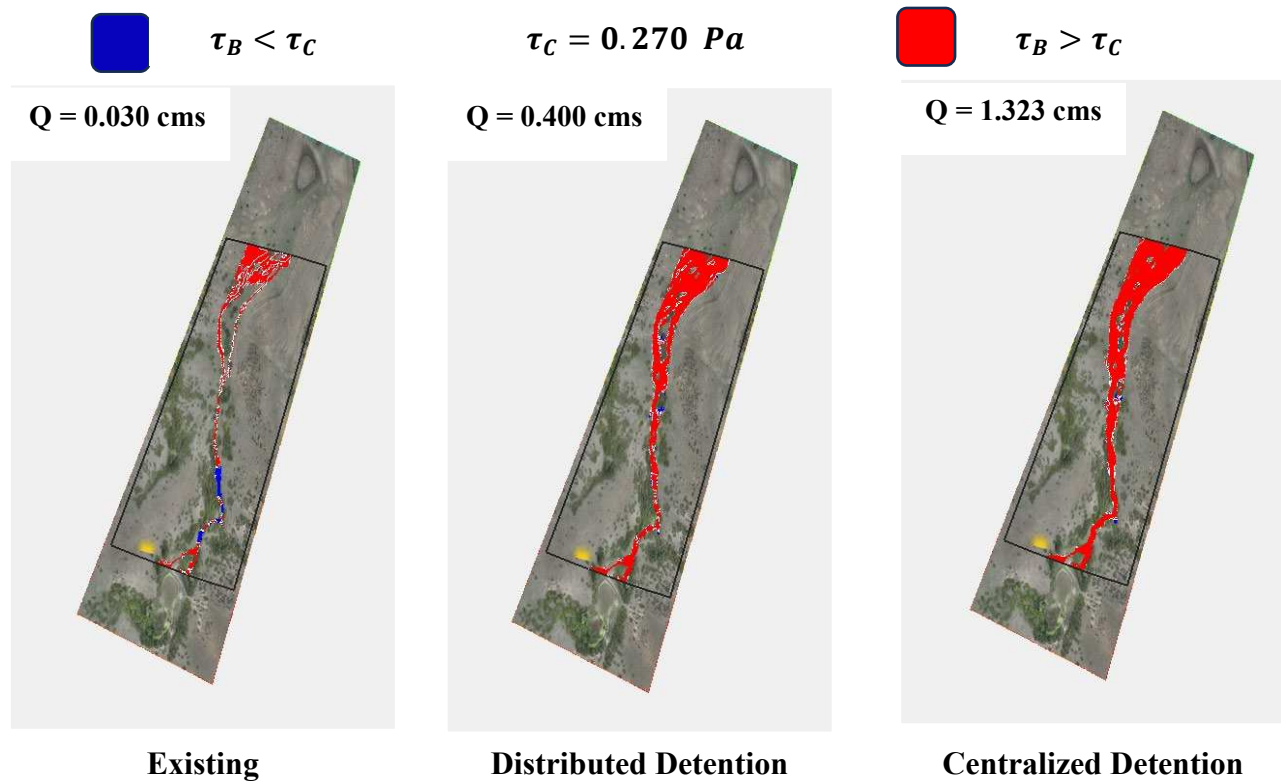 τ_B < τ_C
τ_C = 0.270 Pa
τ_B > τ_C
Q = 0.030 cms
Q = 0.400 cms
Q = 1.323 cms
Existing
Distributed Detention
Centralized Detention